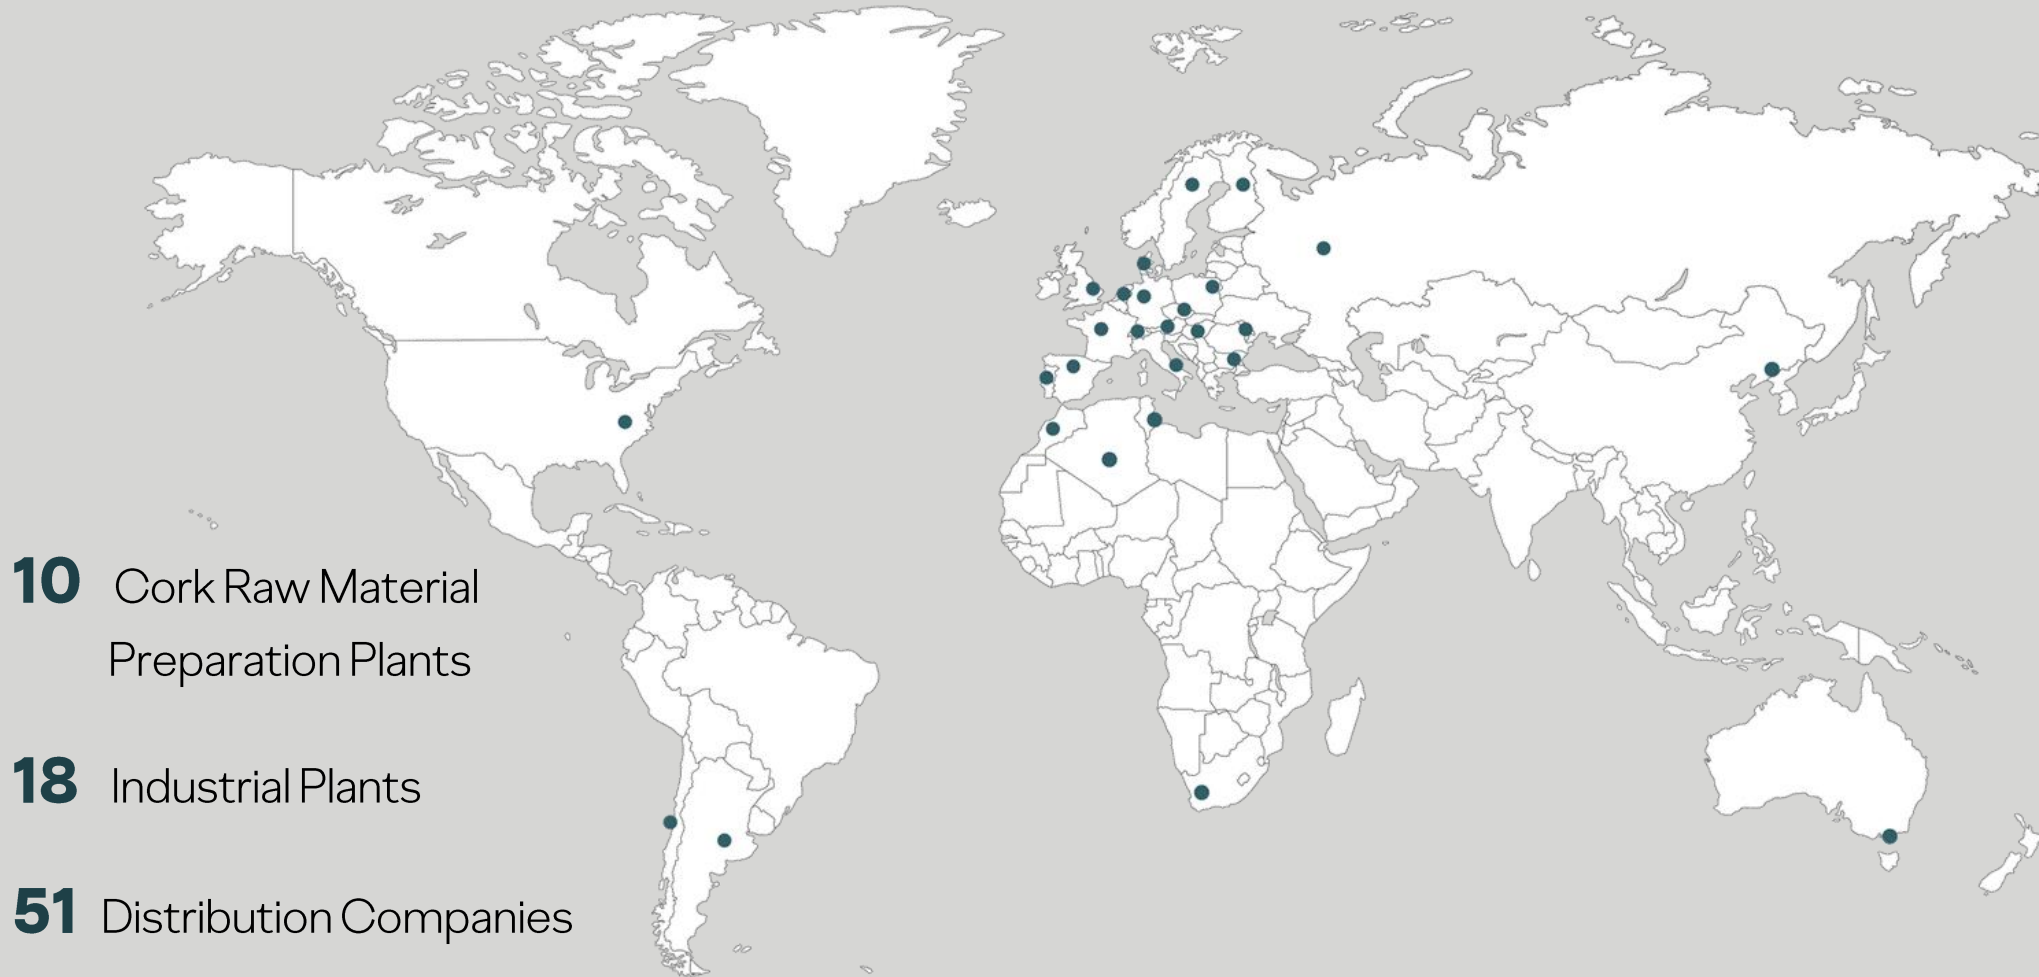 10 Cork Raw Material
Preparation Plants
18 Industrial Plants
51 Distribution Companies